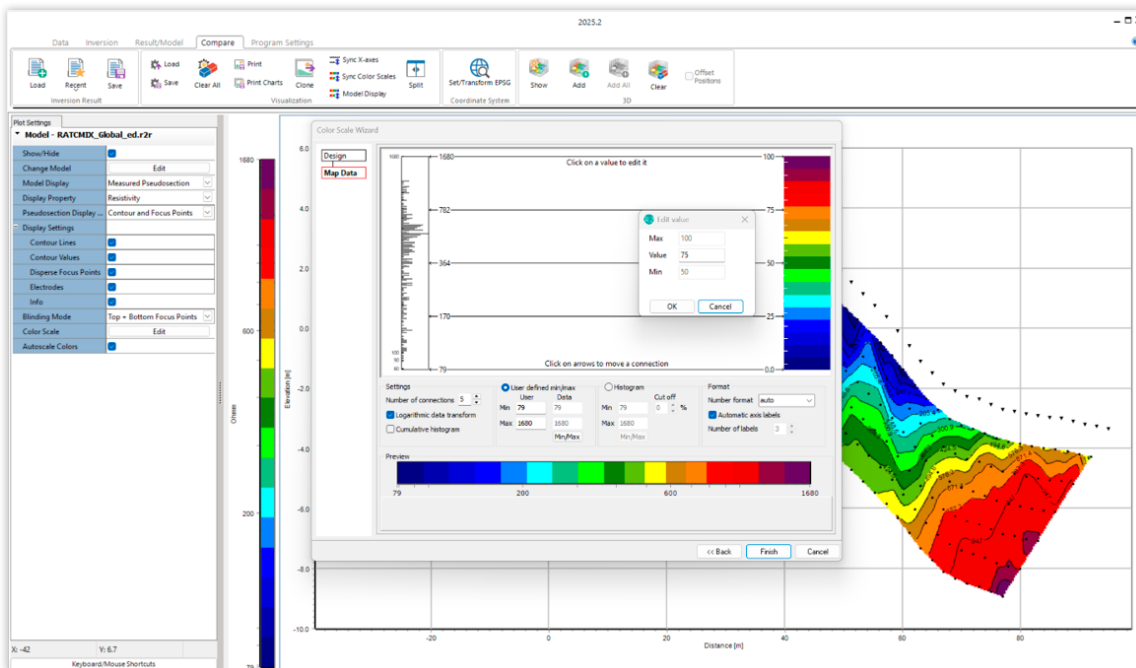 2025.2
Data Inversion Result/Model Compare Program Settings
Load Recent Save
Inversion Result
Load Save Clear All Print Print Charts Clone Sync X-axes Sync Color Scales Model Display Split
Visualization
Set/Transform EPSG
Coordinate System
Show Add Add All Clear Offset Positions
3D
Plot Settings
Model - RATCMIX_Global_ed.r2r
Show/Hide
Change Model Edit
Model Display Measured Pseudosection
Display Property Resistivity
Pseudosection Display ... Contour and Focus Points
Display Settings
Contour Lines
Contour Values
Disperse Focus Points
Electrodes
Info
Blinding Mode Top + Bottom Focus Points
Color Scale Edit
Autoscale Colors
X: -42 Y: 6.7
Keyboard/Mouse Shortcuts
1680
600
200
79
Ohmm
Elevation [m]
6.0
4.0
2.0
0.0
-2.0
-4.0
-6.0
-8.0
-10.0
-20 0 20 40 60 80
Distance [m]
Color Scale Wizard
Design
Map Data
1680
100
90
80
1680
782
364
170
79
Click on a value to edit it
Click on arrows to move a connection
100
75
50
25
0.0
Edit value
Max 100
Value 75
Min 50
OK Cancel
Settings
Number of connections 5
Logarithmic data transform
Cumulative histogram
User defined min/max
User Data
Min 79 79
Max 1680 1680
Min/Max
Histogram
Cut off
Min 79 0 %
Max 1680
Min/Max
Format
Number format auto
Automatic axis labels
Number of labels 3
Preview
79 200 600 1680
<< Back Finish Cancel